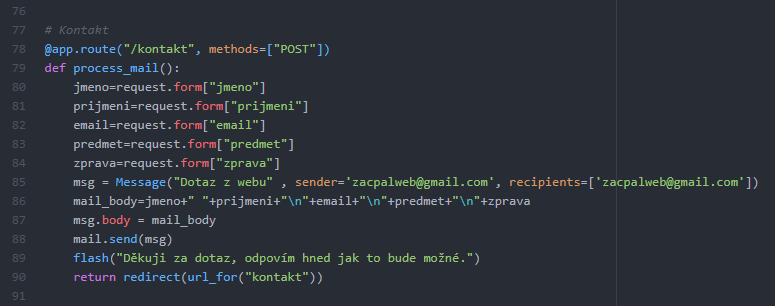 76
77 # Kontakt
78 @app.route("/kontakt", methods=["POST"])
79 def process_mail():
80 jmeno=request.form["jmeno"]
81 prijmeni=request.form["prijmeni"]
82 email=request.form["email"]
83 predmet=request.form["predmet"]
84 zprava=request.form["zprava"]
85 msg = Message("Dotaz z webu" , sender='zacpalweb@gmail.com', recipients=['zacpalweb@gmail.com'])
86 mail_body=jmeno+" "+prijmeni+"\n"+email+"\n"+predmet+"\n"+zprava
87 msg.body = mail_body
88 mail.send(msg)
89 flash("Děkuji za dotaz, odpovím hned jak to bude možné.")
90 return redirect(url_for("kontakt"))
91